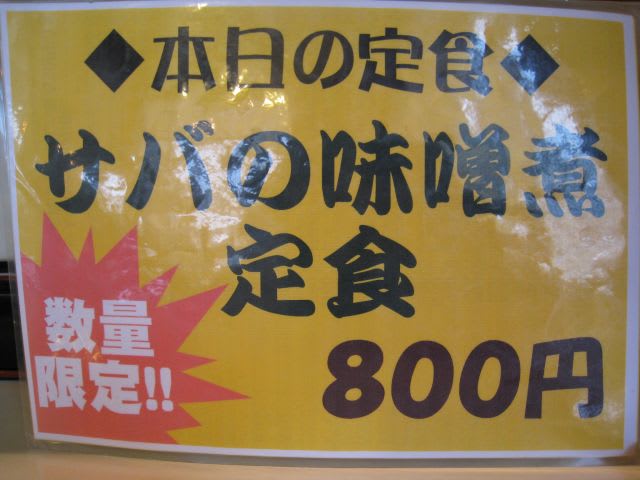 ◆本日の定食◆
サバの味噌煮
定食
数量
限定!!
800円